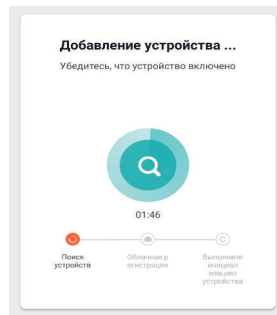 Добавление устройства ...
Убедитесь, что устройство включено
01:46
Поиск
устройств
Облачная р
егистрация
Выполните
инициал
изацию
устройства